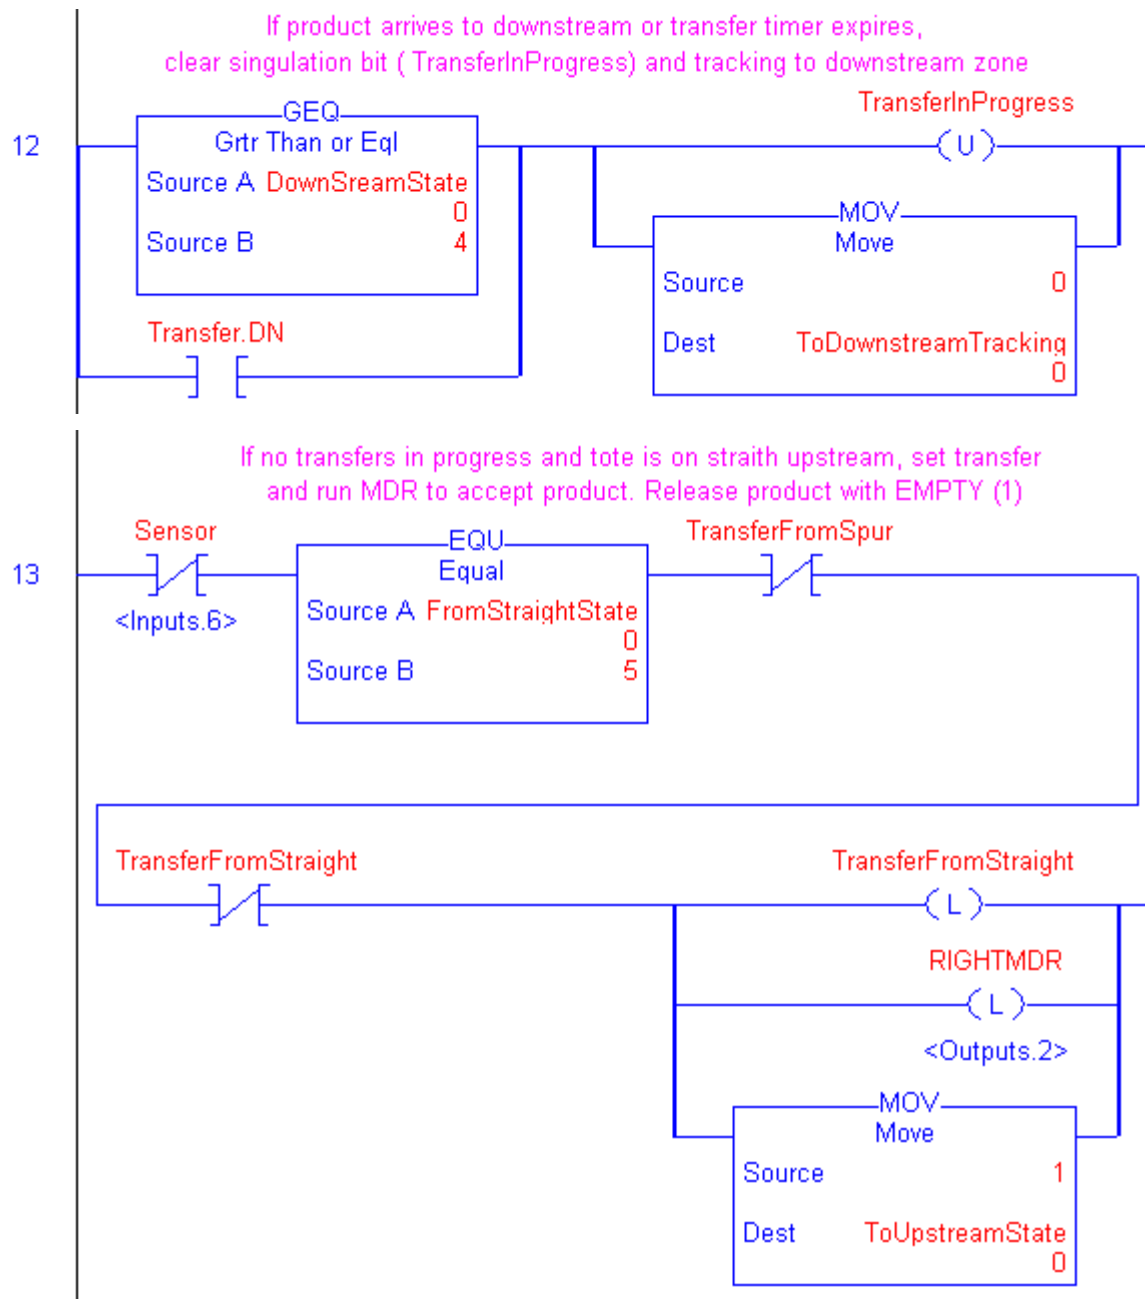 If product arrives to downstream or transfer timer expires,
clear singulation bit ( TransferInProgress) and tracking to downstream zone
12
GEQ
Grtr Than or Eql
Source A DownSreamState
0
Source B 4
Transfer.DN
TransferInProgress
U
MOV
Move
Source 0
Dest ToDownstreamTracking
0
If no transfers in progress and tote is on straith upstream, set transfer
and run MDR to accept product. Release product with EMPTY (1)
13
Sensor
<Inputs.6>
EQU
Equal
Source A FromStraightState
0
Source B 5
TransferFromSpur
TransferFromStraight
TransferFromStraight
L
RIGHTMDR
L
<Outputs.2>
MOV
Move
Source 1
Dest ToUpstreamState
0